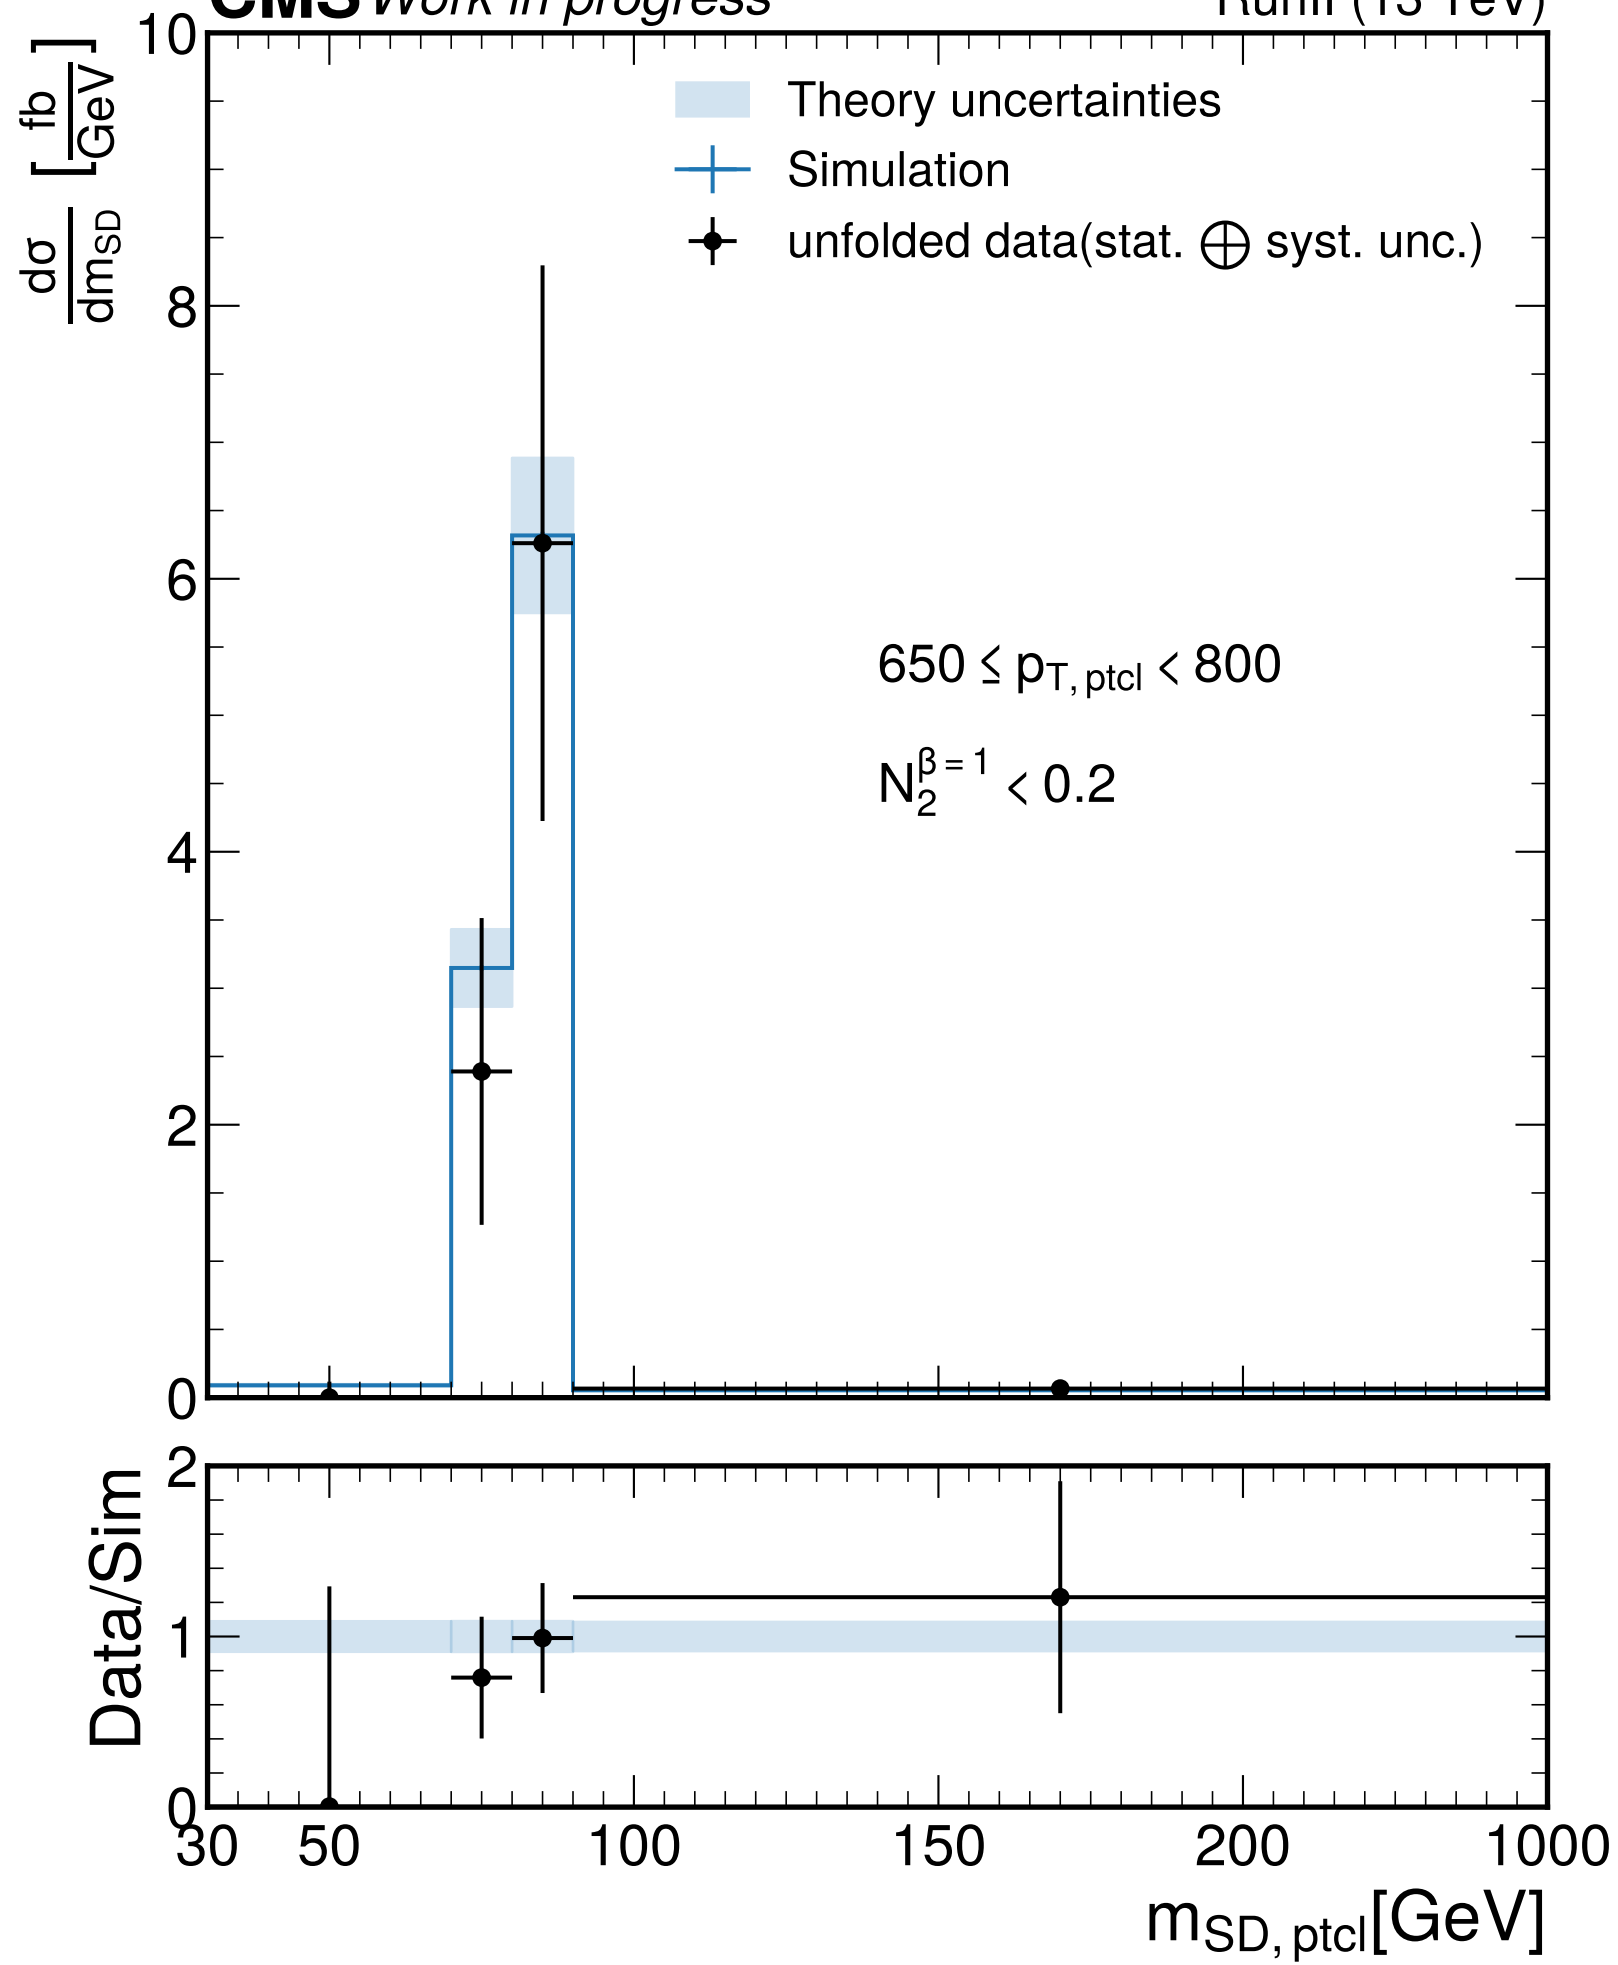 CMS Work in progress
RunII (13 TeV)
dσ/dm_SD [fb/GeV]
10
8
6
4
2
0
Theory uncertainties
Simulation
unfolded data(stat. ⨁ syst. unc.)
650 ≤ p_T, ptcl < 800
N_2^β = 1 < 0.2
Data/Sim
2
1
0
30 50 100 150 200 1000
m_SD, ptcl[GeV]